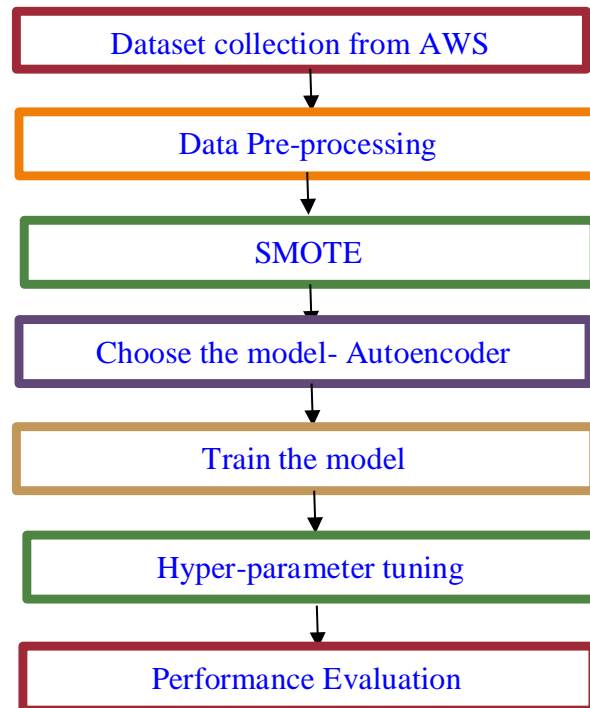 Dataset collection from AWS
Data Pre-processing
SMOTE
Choose the model- Autoencoder
Train the model
Hyper-parameter tuning
Performance Evaluation